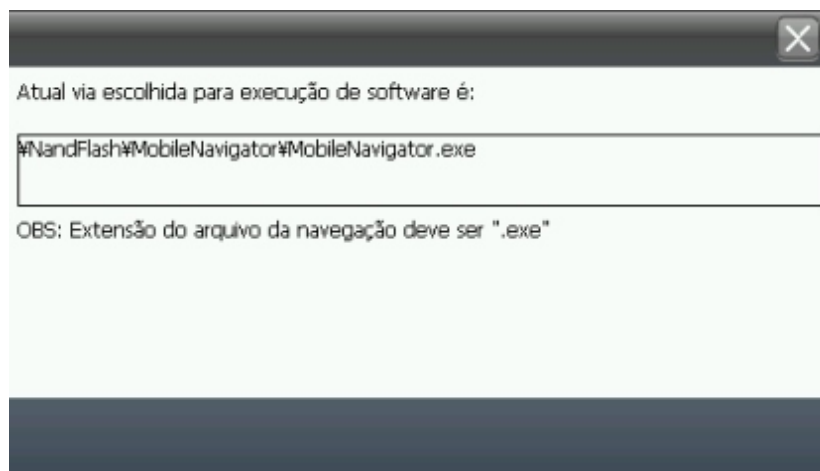 Atual via escolhida para execução de software é:
¥NandFlash¥MobileNavigator¥MobileNavigator.exe
OBS: Extensão do arquivo da navegação deve ser ".exe"